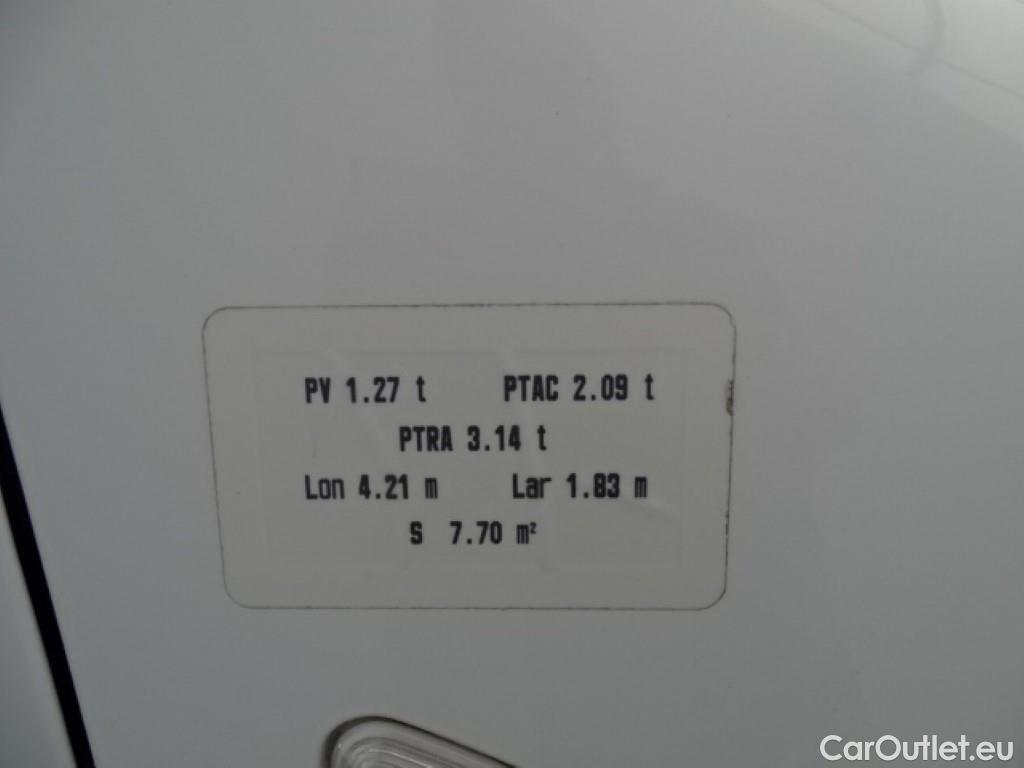 PV 1.27 t PTAC 2.09 t
PTRA 3.14 t
Lon 4.21 m Lar 1.83 m
S 7.70 m²
CarOutlet.eu